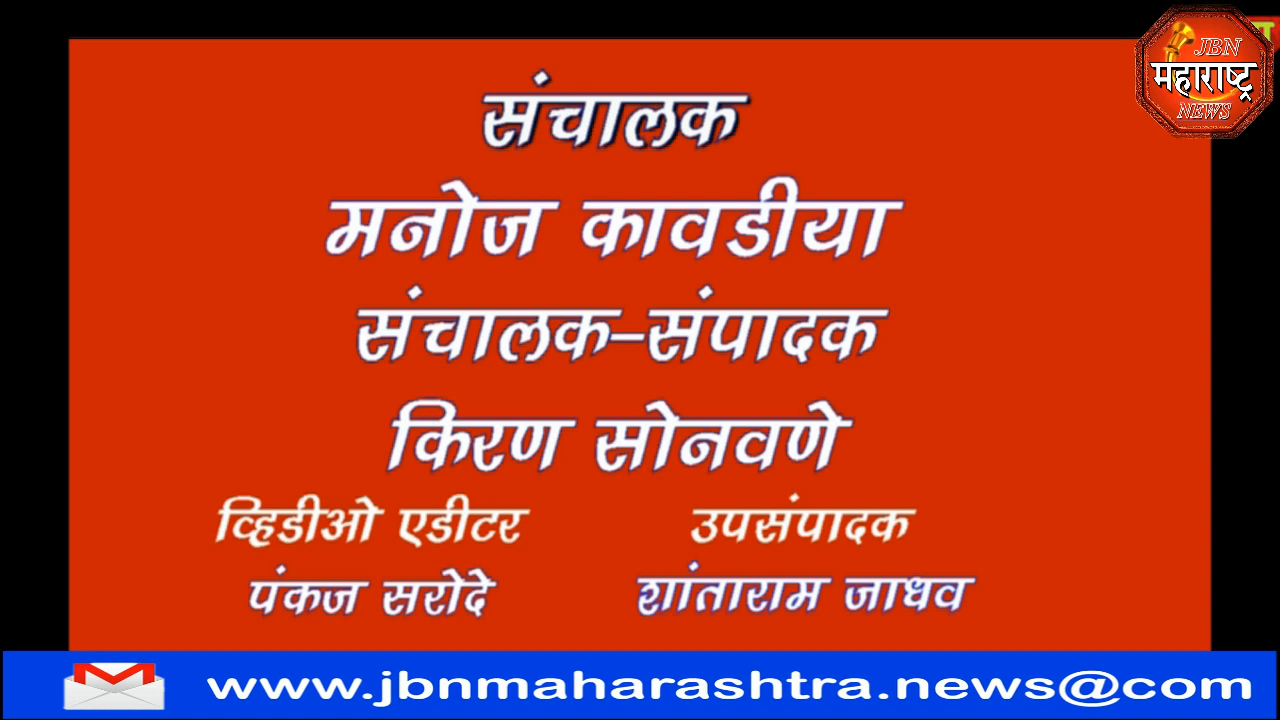 JBN
महाराष्ट्र
NEWS
संचालक
मनोज कावडीया
संचालक-संपादक
किरण सोनवणे
व्हिडीओ एडीटर
उपसंपादक
पंकज सरोदे
शांताराम जाधव
www.jbnmaharashtra.news@com